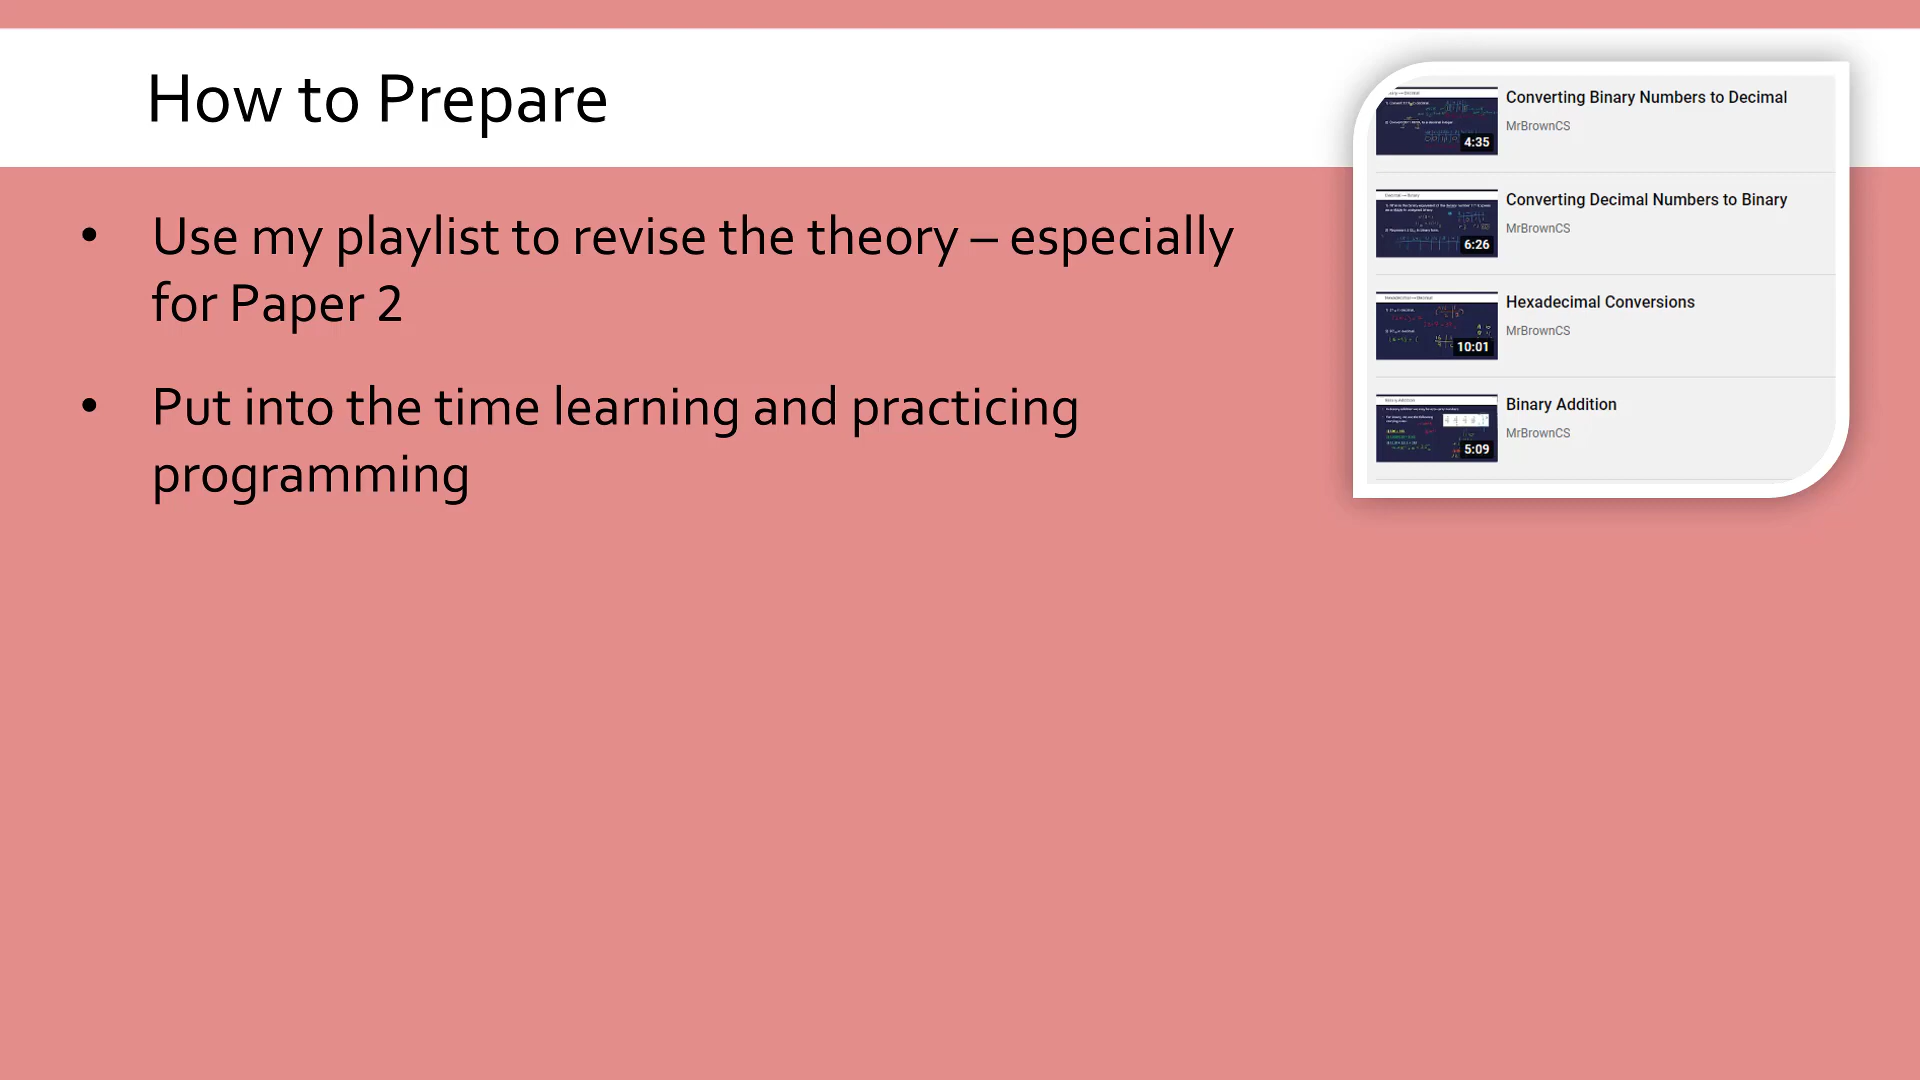 How to Prepare
• Use my playlist to revise the theory – especially
for Paper 2
• Put into the time learning and practicing
programming
Converting Binary Numbers to Decimal
MrBrownCS
4:35
Converting Decimal Numbers to Binary
MrBrownCS
6:26
Hexadecimal Conversions
MrBrownCS
10:01
Binary Addition
MrBrownCS
5:09